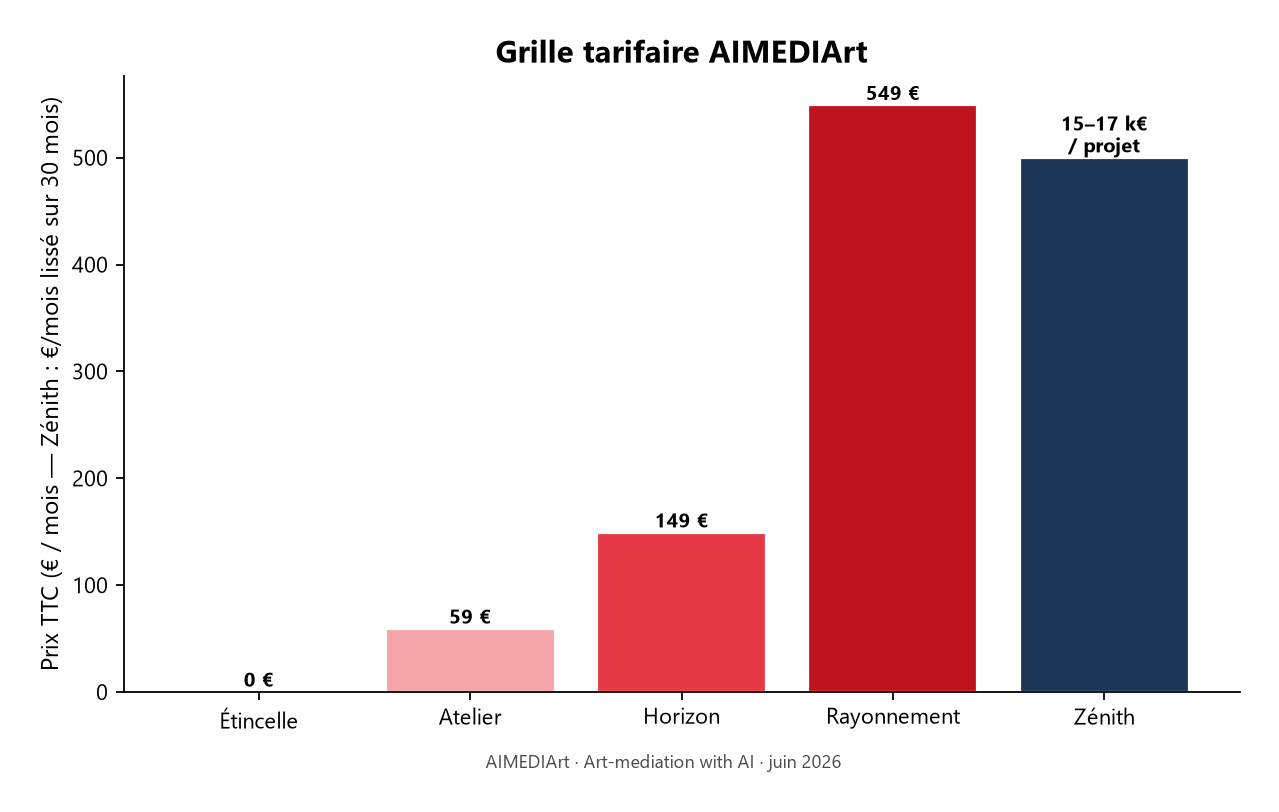 Grille tarifaire AIMEDIArt
Prix TTC (€ / mois — Zénith : €/mois lissé sur 30 mois)
500
400
300
200
100
0
0 €
59 €
149 €
549 €
15–17 k€
/ projet
Étincelle
Atelier
Horizon
Rayonnement
Zénith
AIMEDIArt · Art-mediation with AI · juin 2026